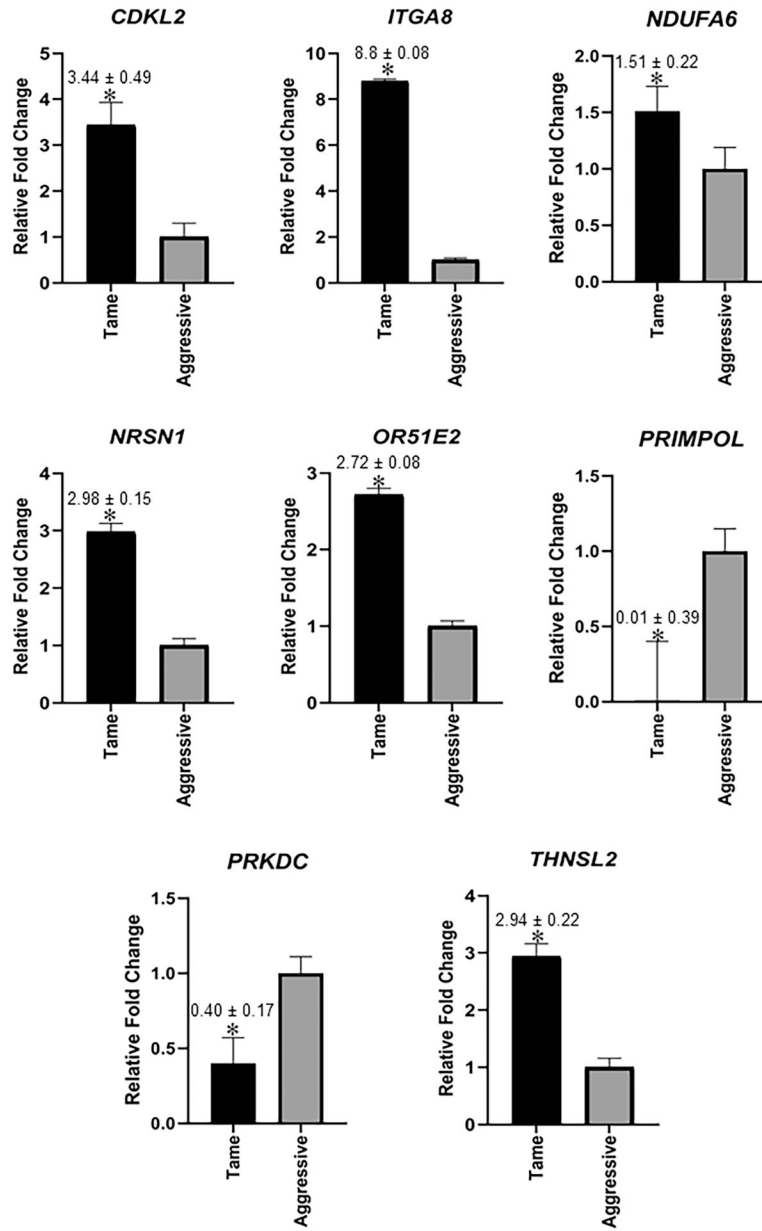 CDKL2
Relative Fold Change
5
4
3
2
1
0
3.44 ± 0.49
*
Tame
Aggressive
ITGA8
Relative Fold Change
10
8
6
4
2
0
8.8 ± 0.08
*
Tame
Aggressive
NDUFA6
Relative Fold Change
2.0
1.5
1.0
0.5
0.0
1.51 ± 0.22
*
Tame
Aggressive
NRSN1
Relative Fold Change
4
3
2
1
0
2.98 ± 0.15
*
Tame
Aggressive
OR51E2
Relative Fold Change
3
2
1
0
2.72 ± 0.08
*
Tame
Aggressive
PRIMPOL
Relative Fold Change
1.5
1.0
0.5
0.0
0.01 ± 0.39
*
Tame
Aggressive
PRKDC
Relative Fold Change
1.5
1.0
0.5
0.0
0.40 ± 0.17
*
Tame
Aggressive
THNSL2
Relative Fold Change
4
3
2
1
0
2.94 ± 0.22
*
Tame
Aggressive